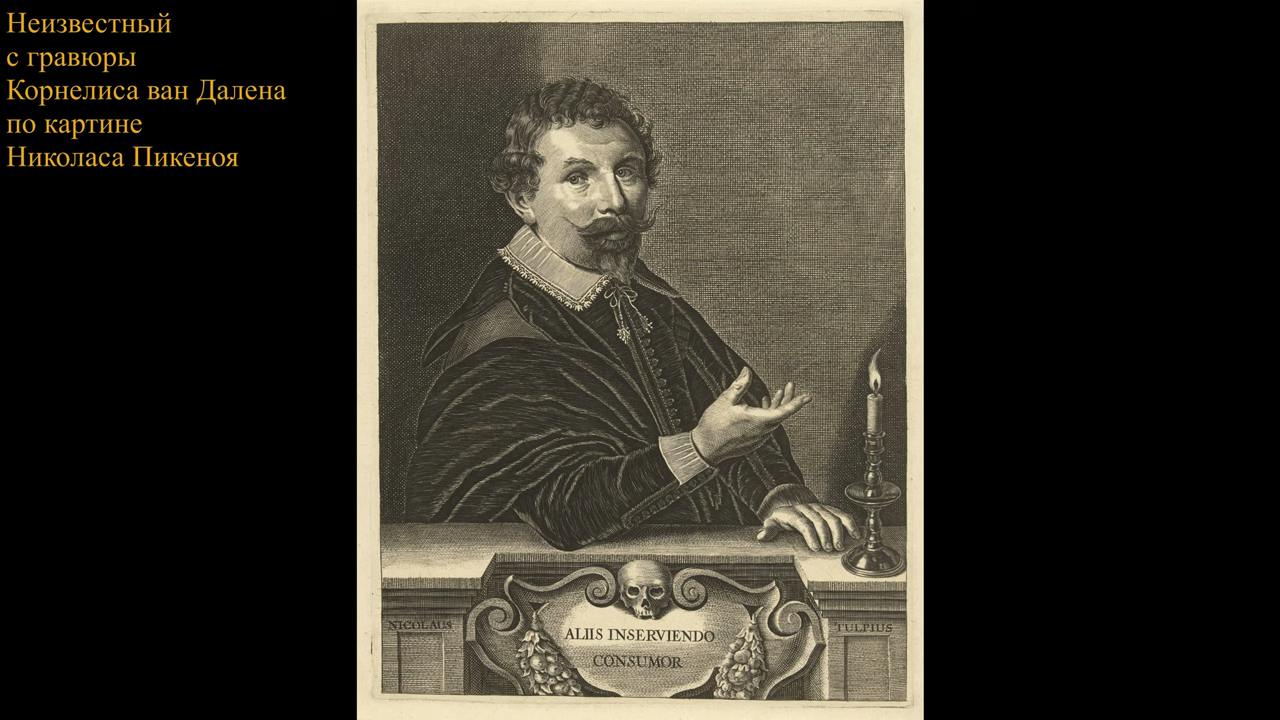 Неизвестный
с гравюры
Корнелиса ван Далена
по картине
Николаса Пикеноя
ALIIS INSERVIENDO
CONSUMOR
NICOLAUS
TULPIUS